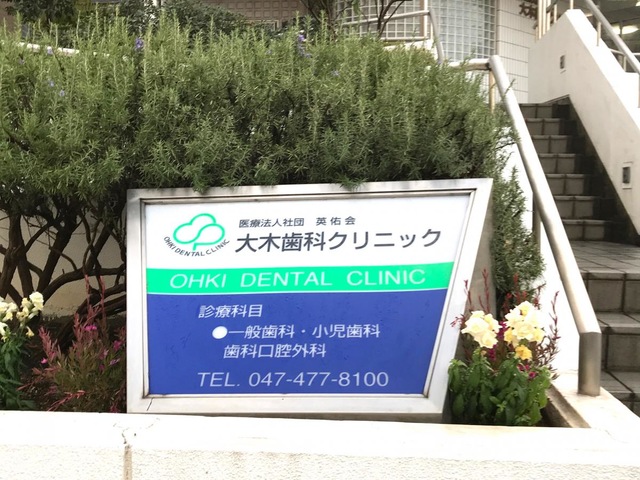 医療法人社団 英佑会
大木歯科クリニック
OHKI DENTAL CLINIC
OHKI DENTAL CLINIC
診療科目
●一般歯科・小児歯科
歯科口腔外科
TEL. 047-477-8100